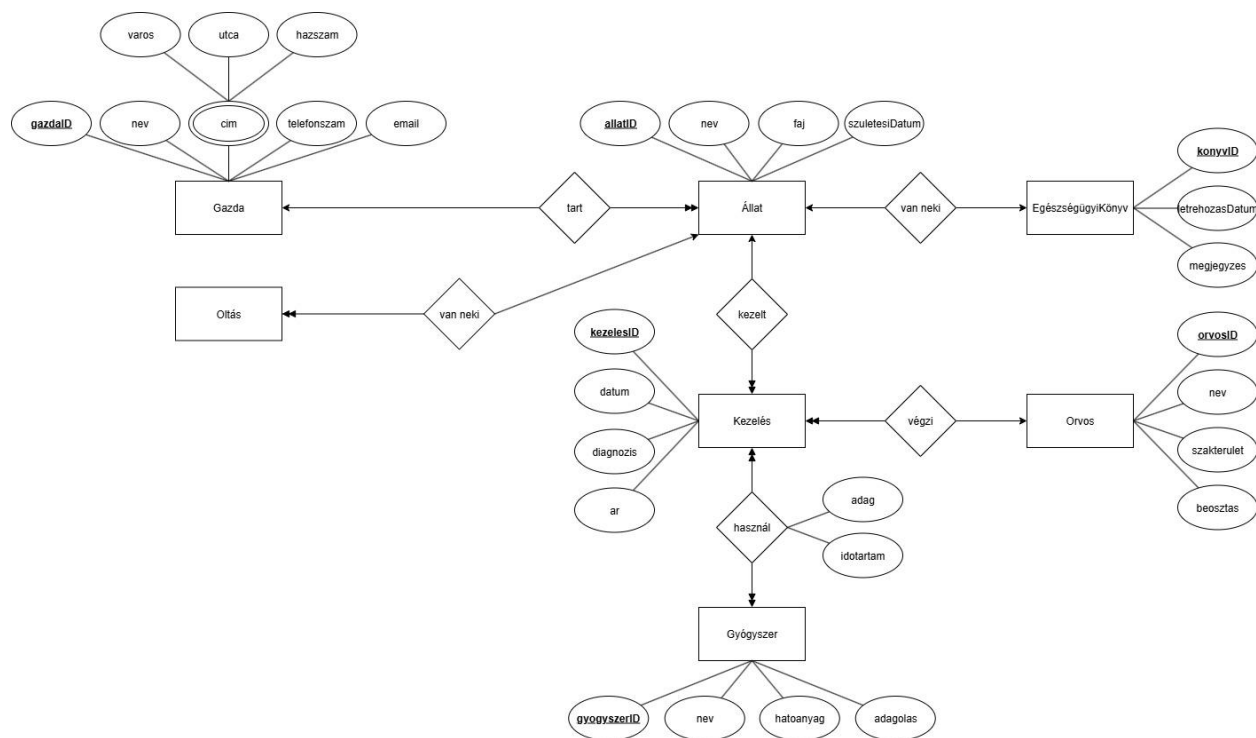 varos
utca
hazszam
gazdaID
nev
cim
telefonszam
email
allatID
nev
faj
születesiDatum
konyvID
Gazda
tart
Állat
van neki
EgészségügyiKönyv
letrehozasDatum
megjegyzes
Oltás
van neki
kezelt
kezelesID
orvosID
datum
nev
Kezelés
végzi
Orvos
diagnozis
szakterulet
ar
adag
beosztas
használ
idotartam
Gyógyszer
gyogyszerID
nev
hatoanyag
adagolas